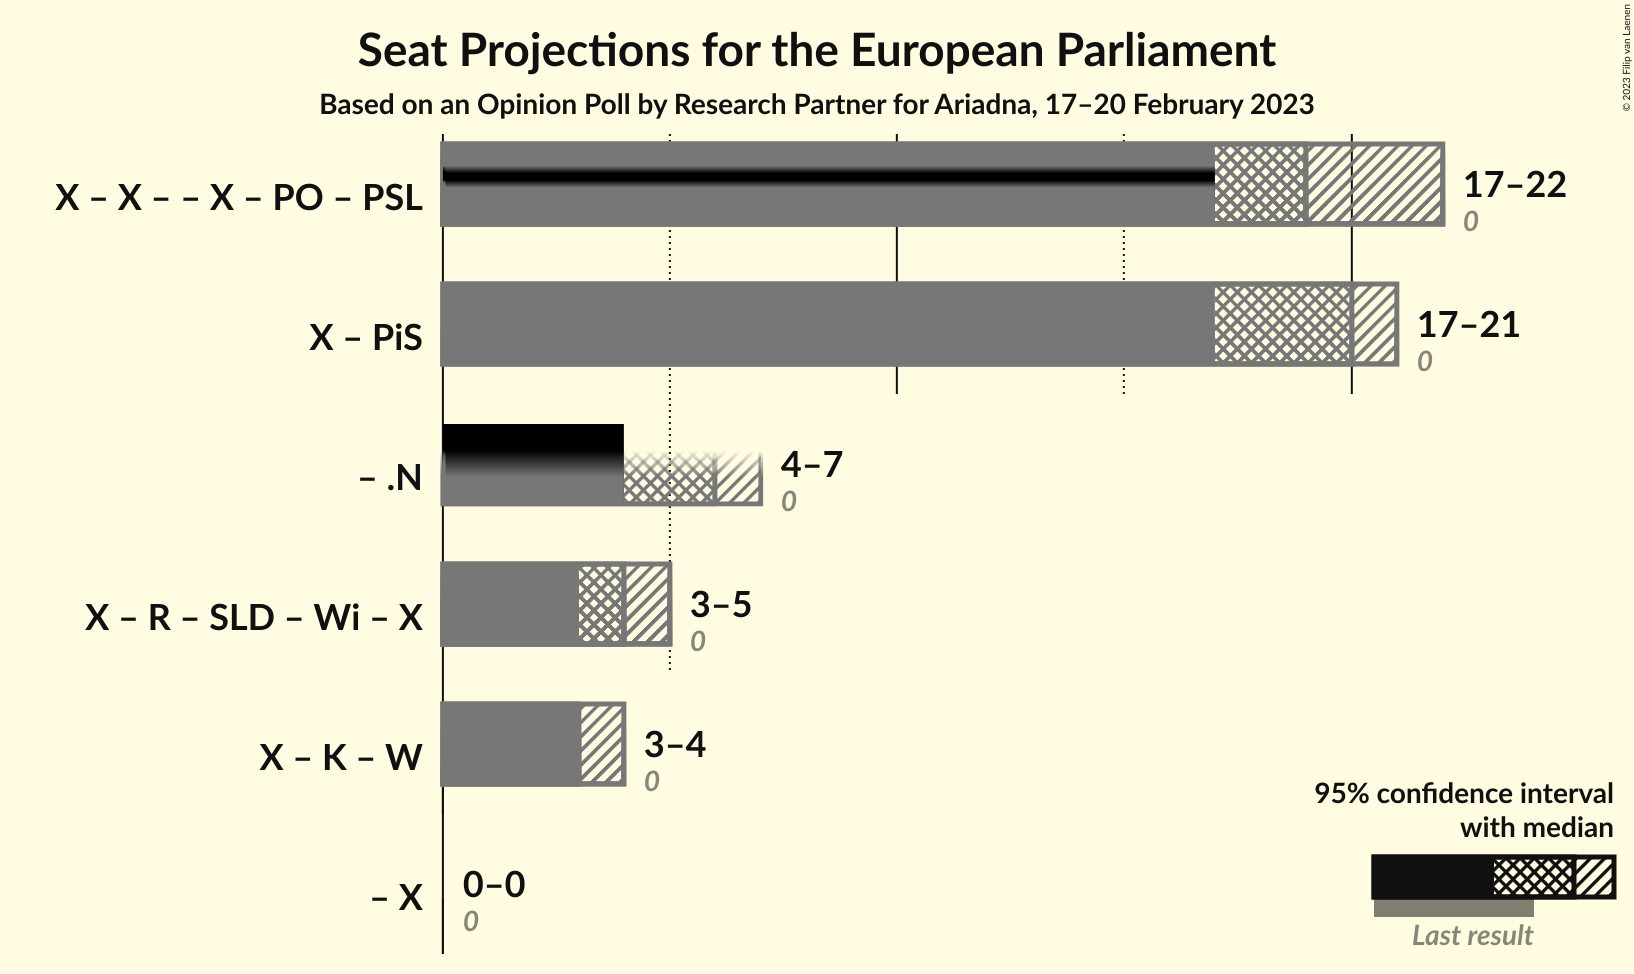 Seat Projections for the European Parliament
Based on an Opinion Poll by Research Partner for Ariadna, 17–20 February 2023
© 2023 Filip van Laenen
X – X – – X – PO – PSL
17–22
0
X – PiS
17–21
0
– .N
4–7
0
X – R – SLD – Wi – X
3–5
0
X – K – W
3–4
0
– X
0–0
0
95% confidence interval
with median
Last result